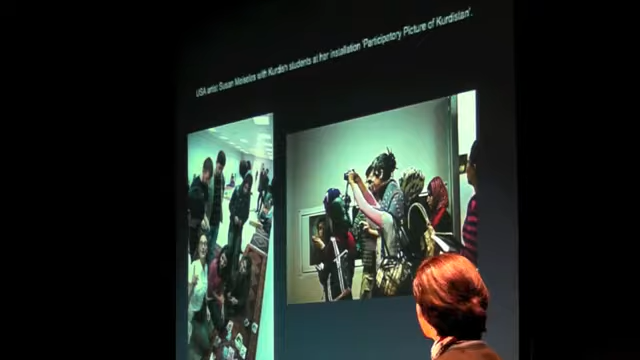 USA artist Susan Meiselas with Kurdish students at her installation 'Participatory Picture of Kurdistan'.